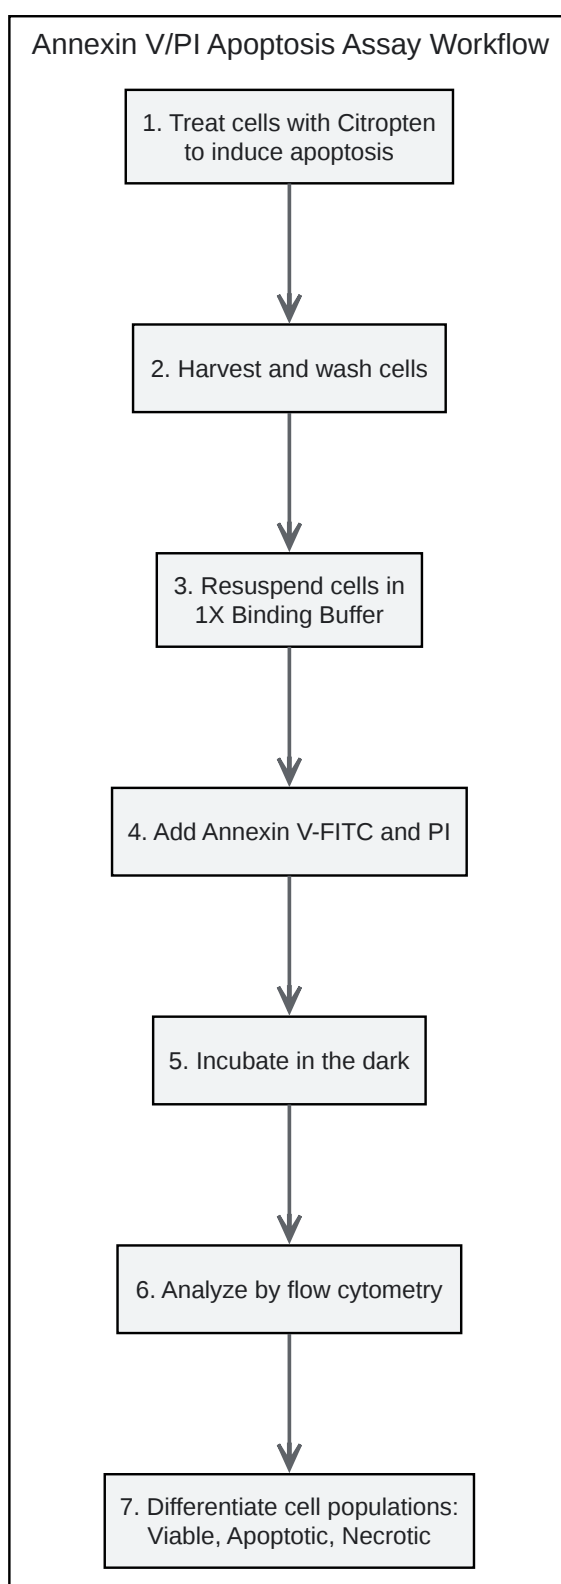 Annexin V/PI Apoptosis Assay Workflow
1. Treat cells with Citropten
to induce apoptosis
2. Harvest and wash cells
3. Resuspend cells in
1X Binding Buffer
4. Add Annexin V-FITC and PI
5. Incubate in the dark
6. Analyze by flow cytometry
7. Differentiate cell populations:
Viable, Apoptotic, Necrotic